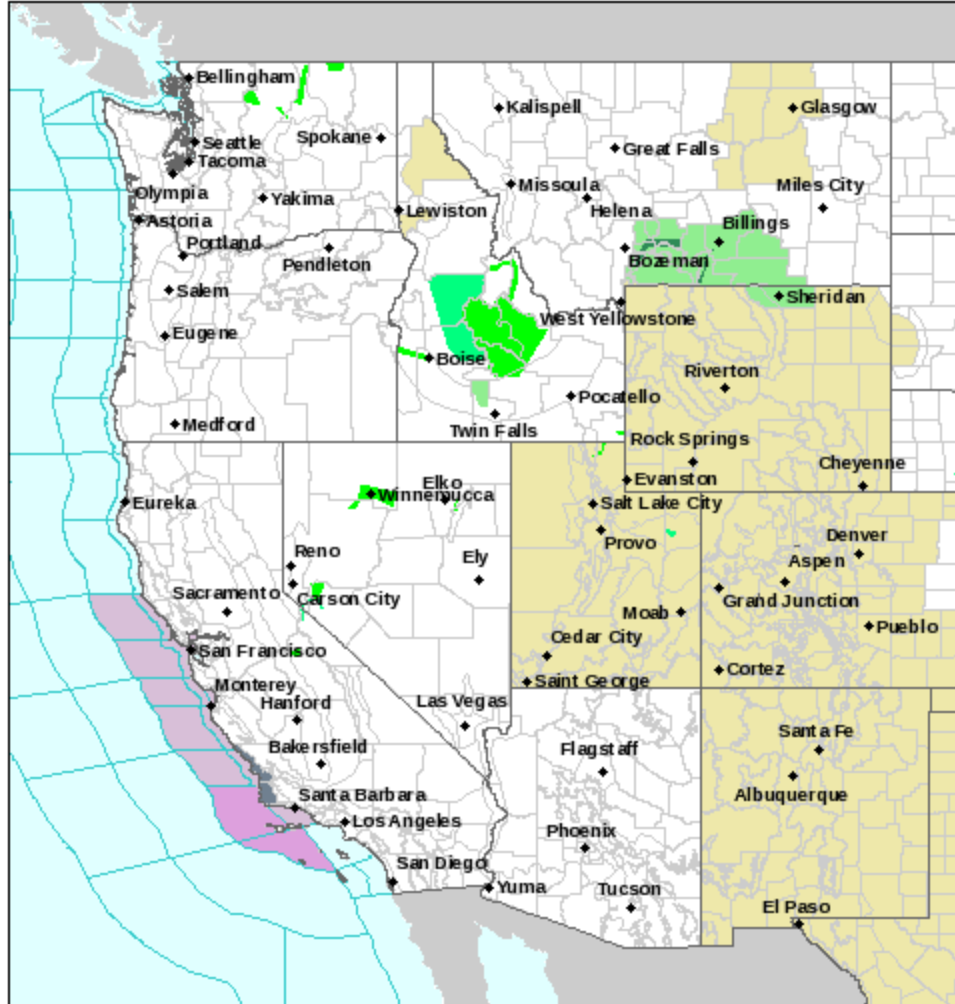 Bellingham
Kalispell
Glasgow
Spokane
Seattle
Great Falls
Tacoma
Missoula
Miles City
Olympia
Yakima
Lewiston
Helena
Astoria
Billings
Portland
Pendleton
Bozeman
Salem
Sheridan
West Yellowstone
Eugene
Boise
Riverton
Pocatello
Medford
Twin Falls
Rock Springs
Cheyenne
Elko
Evanston
Winnemucca
Eureka
Salt Lake City
Denver
Provo
Reno
Ely
Aspen
Sacramento
Carson City
Grand Junction
Moab
Pueblo
Cedar City
San Francisco
Cortez
Saint George
Monterey
Hanford
Las Vegas
Santa Fe
Bakersfield
Flagstaff
Santa Barbara
Albuquerque
Los Angeles
Phoenix
San Diego
Yuma
Tucson
El Paso